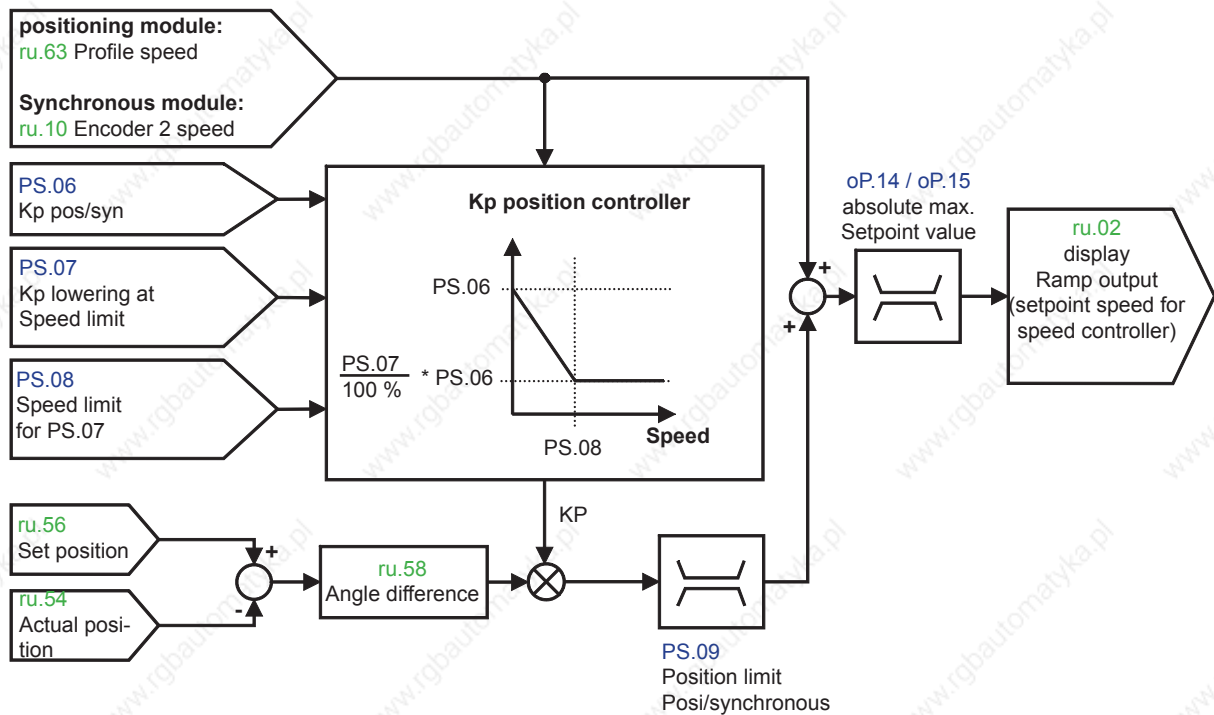 positioning module:
ru.63 Profile speed
Synchronous module:
ru.10 Encoder 2 speed
PS.06
Kp pos/syn
PS.07
Kp lowering at
Speed limit
PS.08
Speed limit
for PS.07
Kp position controller
PS.06
PS.07
100 %
* PS.06
PS.08
Speed
KP
ru.56
Set position
+
ru.54
Actual posi-
tion
-
ru.58
Angle difference
PS.09
Position limit
Posi/synchronous
+
+
oP.14 / oP.15
absolute max.
Setpoint value
ru.02
display
Ramp output
(setpoint speed for
speed controller)
www.rgbautomatyka.pl